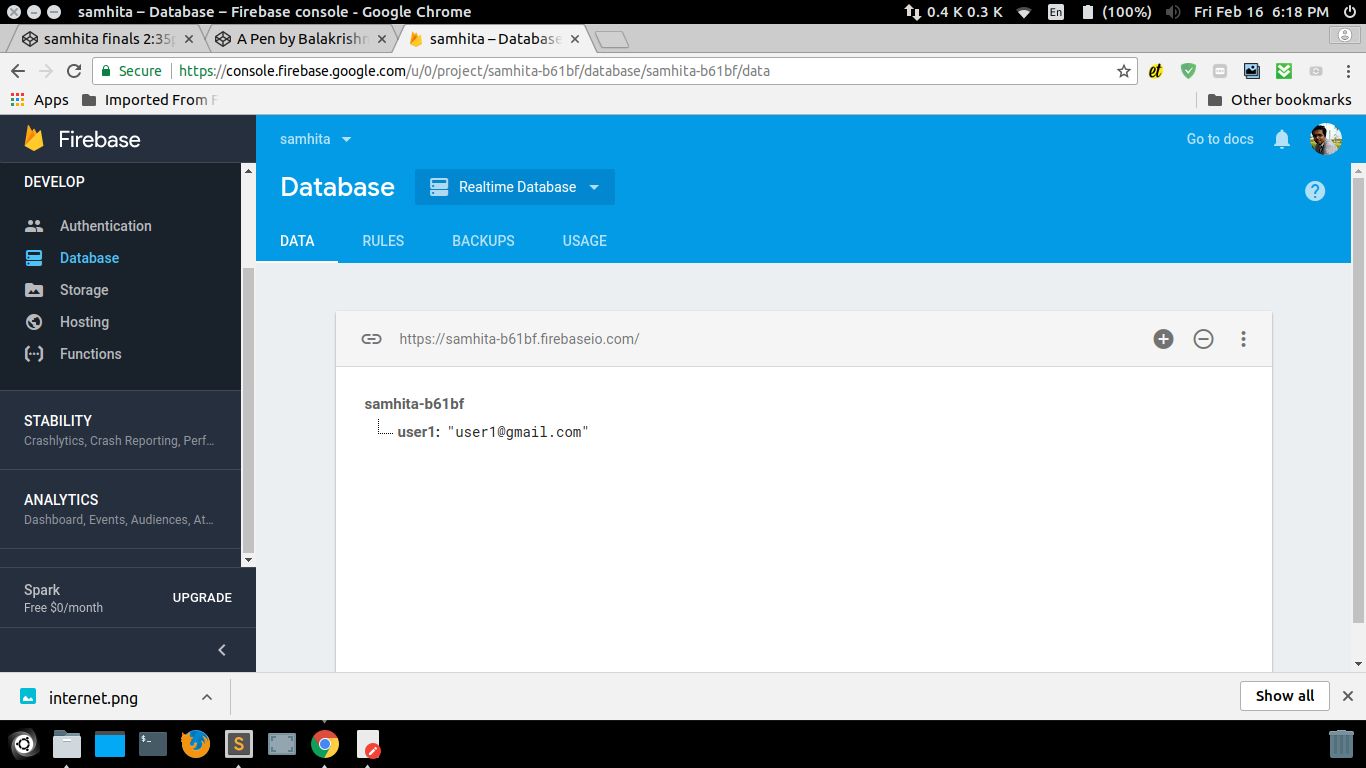 samhita – Database – Firebase console - Google Chrome
0.4 K 0.3 K
En
(100%)
Fri Feb 16 6:18 PM
samhita finals 2:35p
A Pen by Balakrishn
samhita – Database
Secure
https://console.firebase.google.com/u/0/project/samhita-b61bf/database/samhita-b61bf/data
et
Apps
Imported From F
Other bookmarks
Firebase
samhita
Go to docs
DEVELOP
Database
Realtime Database
?
Authentication
DATA
RULES
BACKUPS
USAGE
Database
Storage
Hosting
Functions
https://samhita-b61bf.firebaseio.com/
samhita-b61bf
user1: "user1@gmail.com"
STABILITY
Crashlytics, Crash Reporting, Perf...
ANALYTICS
Dashboard, Events, Audiences, At...
Spark
Free $0/month
UPGRADE
internet.png
Show all
$_
S